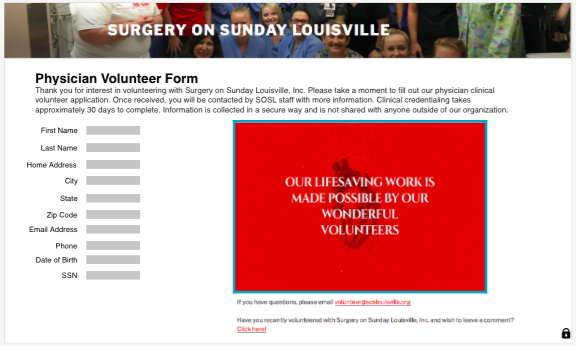 SURGERY ON SUNDAY LOUISVILLE
Physician Volunteer Form
Thank you for interest in volunteering with Surgery on Sunday Louisville, Inc. Please take a moment to fill out our physician clinical
volunteer application. Once received, you will be contacted by SOSL staff with more information. Clinical credentialing takes
approximately 30 days to complete. Information is collected in a secure way and is not shared with anyone outside of our organization.
First Name
Last Name
Home Address
City
State
Zip Code
Email Address
Phone
Date of Birth
SSN
OUR LIFESAVING WORK IS
MADE POSSIBLE BY OUR
WONDERFUL
VOLUNTEERS
If you have questions, please email volunteer@soslouisville.org
Have you recently volunteered with Surgery on Sunday Louisville, Inc. and wish to leave a comment?
Click here!